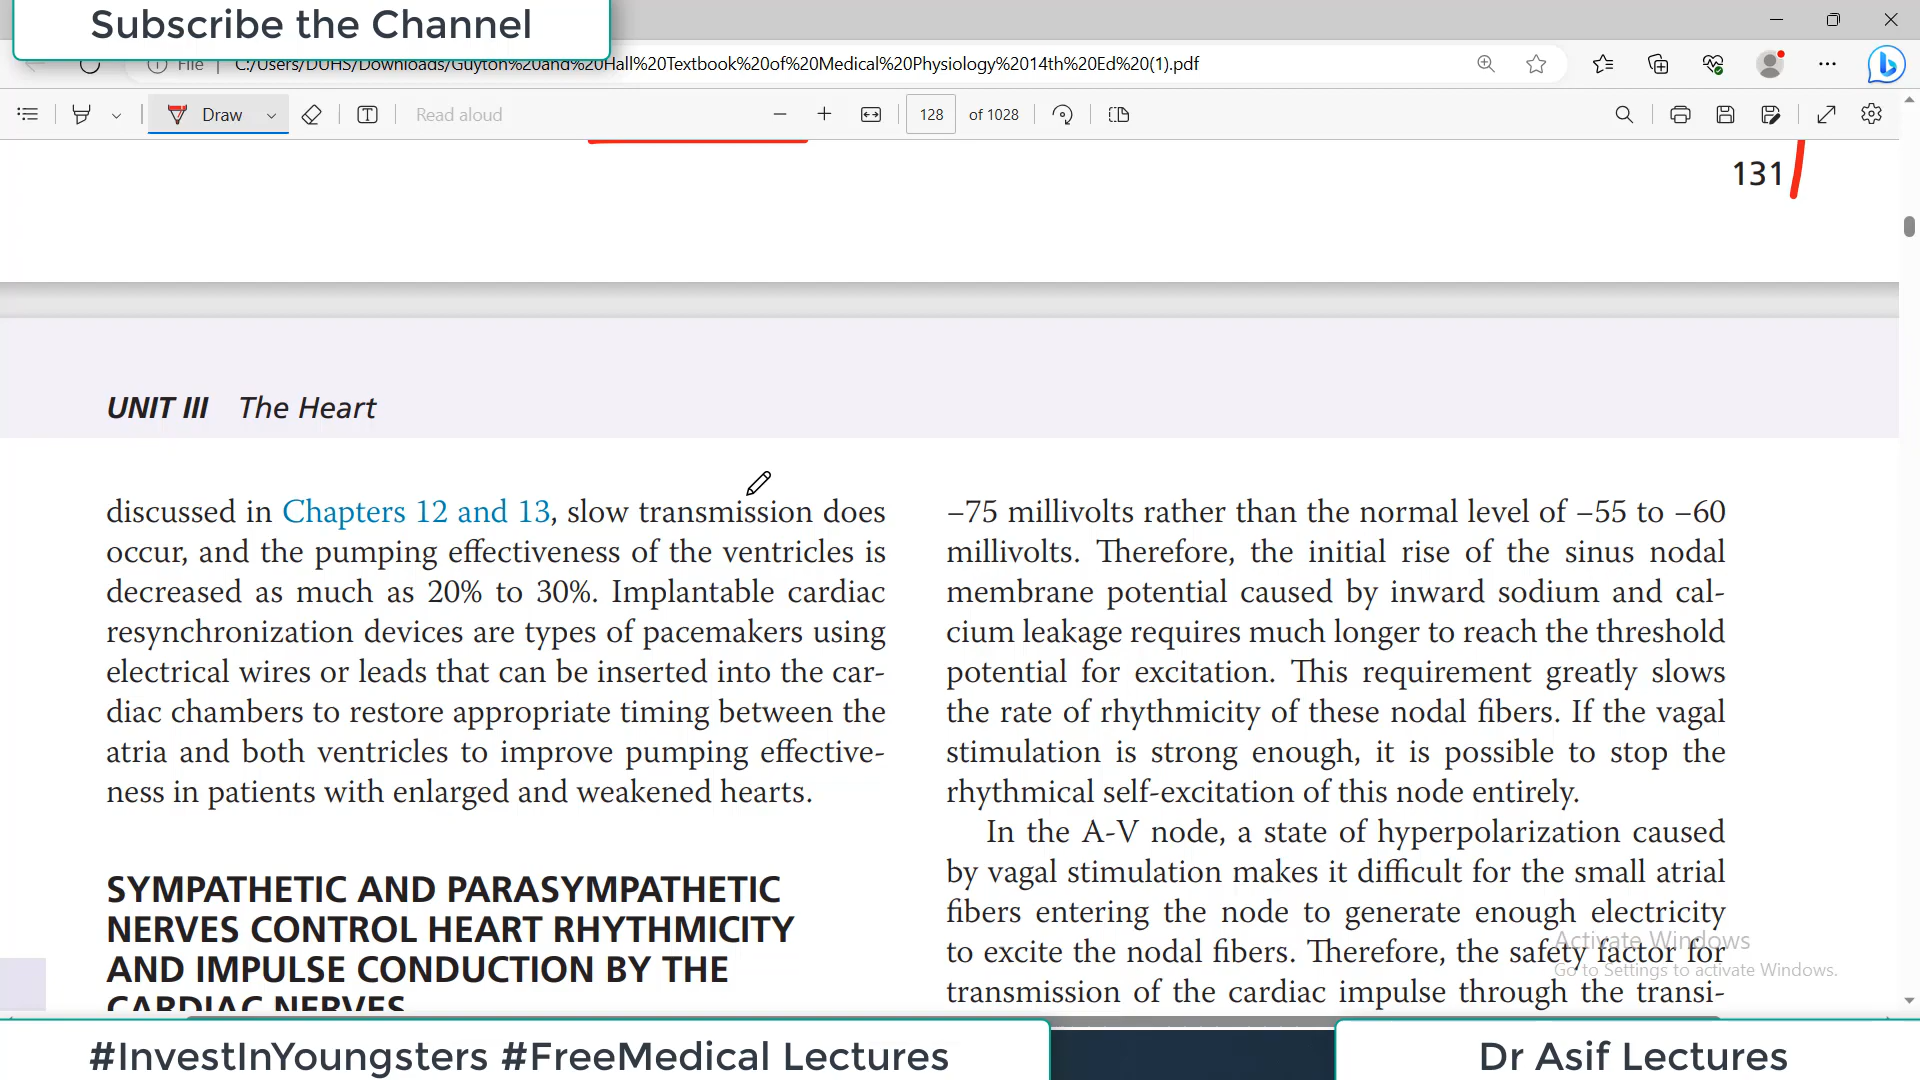 Subscribe the Channel
File
C:/Users/DUHS/Downloads/Guyton%20and%20Hall%20Textbook%20of%20Medical%20Physiology%2014th%20Ed%20(1).pdf
Draw
Read aloud
128 of 1028
131
UNIT III The Heart
discussed in Chapters 12 and 13, slow transmission does
occur, and the pumping effectiveness of the ventricles is
decreased as much as 20% to 30%. Implantable cardiac
resynchronization devices are types of pacemakers using
electrical wires or leads that can be inserted into the car-
diac chambers to restore appropriate timing between the
atria and both ventricles to improve pumping effective-
ness in patients with enlarged and weakened hearts.
SYMPATHETIC AND PARASYMPATHETIC
NERVES CONTROL HEART RHYTHMICITY
AND IMPULSE CONDUCTION BY THE
CARDIAC NERVES
–75 millivolts rather than the normal level of –55 to –60
millivolts. Therefore, the initial rise of the sinus nodal
membrane potential caused by inward sodium and cal-
cium leakage requires much longer to reach the threshold
potential for excitation. This requirement greatly slows
the rate of rhythmicity of these nodal fibers. If the vagal
stimulation is strong enough, it is possible to stop the
rhythmical self-excitation of this node entirely.
In the A-V node, a state of hyperpolarization caused
by vagal stimulation makes it difficult for the small atrial
fibers entering the node to generate enough electricity
to excite the nodal fibers. Therefore, the safety factor for
transmission of the cardiac impulse through the transi-
Activate Windows
Go to Settings to activate Windows.
#InvestInYoungsters #FreeMedical Lectures
Dr Asif Lectures